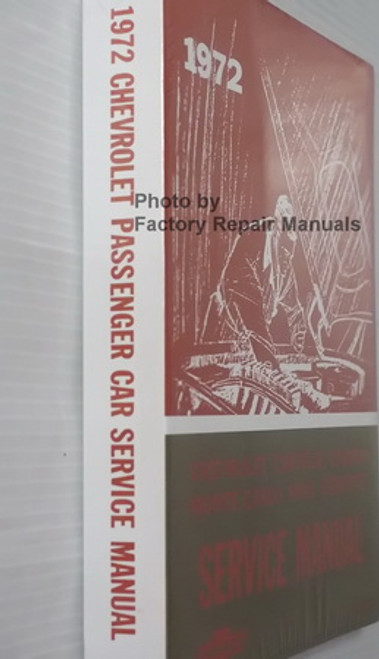 1972 CHEVROLET PASSENGER CAR SERVICE MANUAL
1972
Photo by
Factory Repair Manuals
SERVICE MANUAL